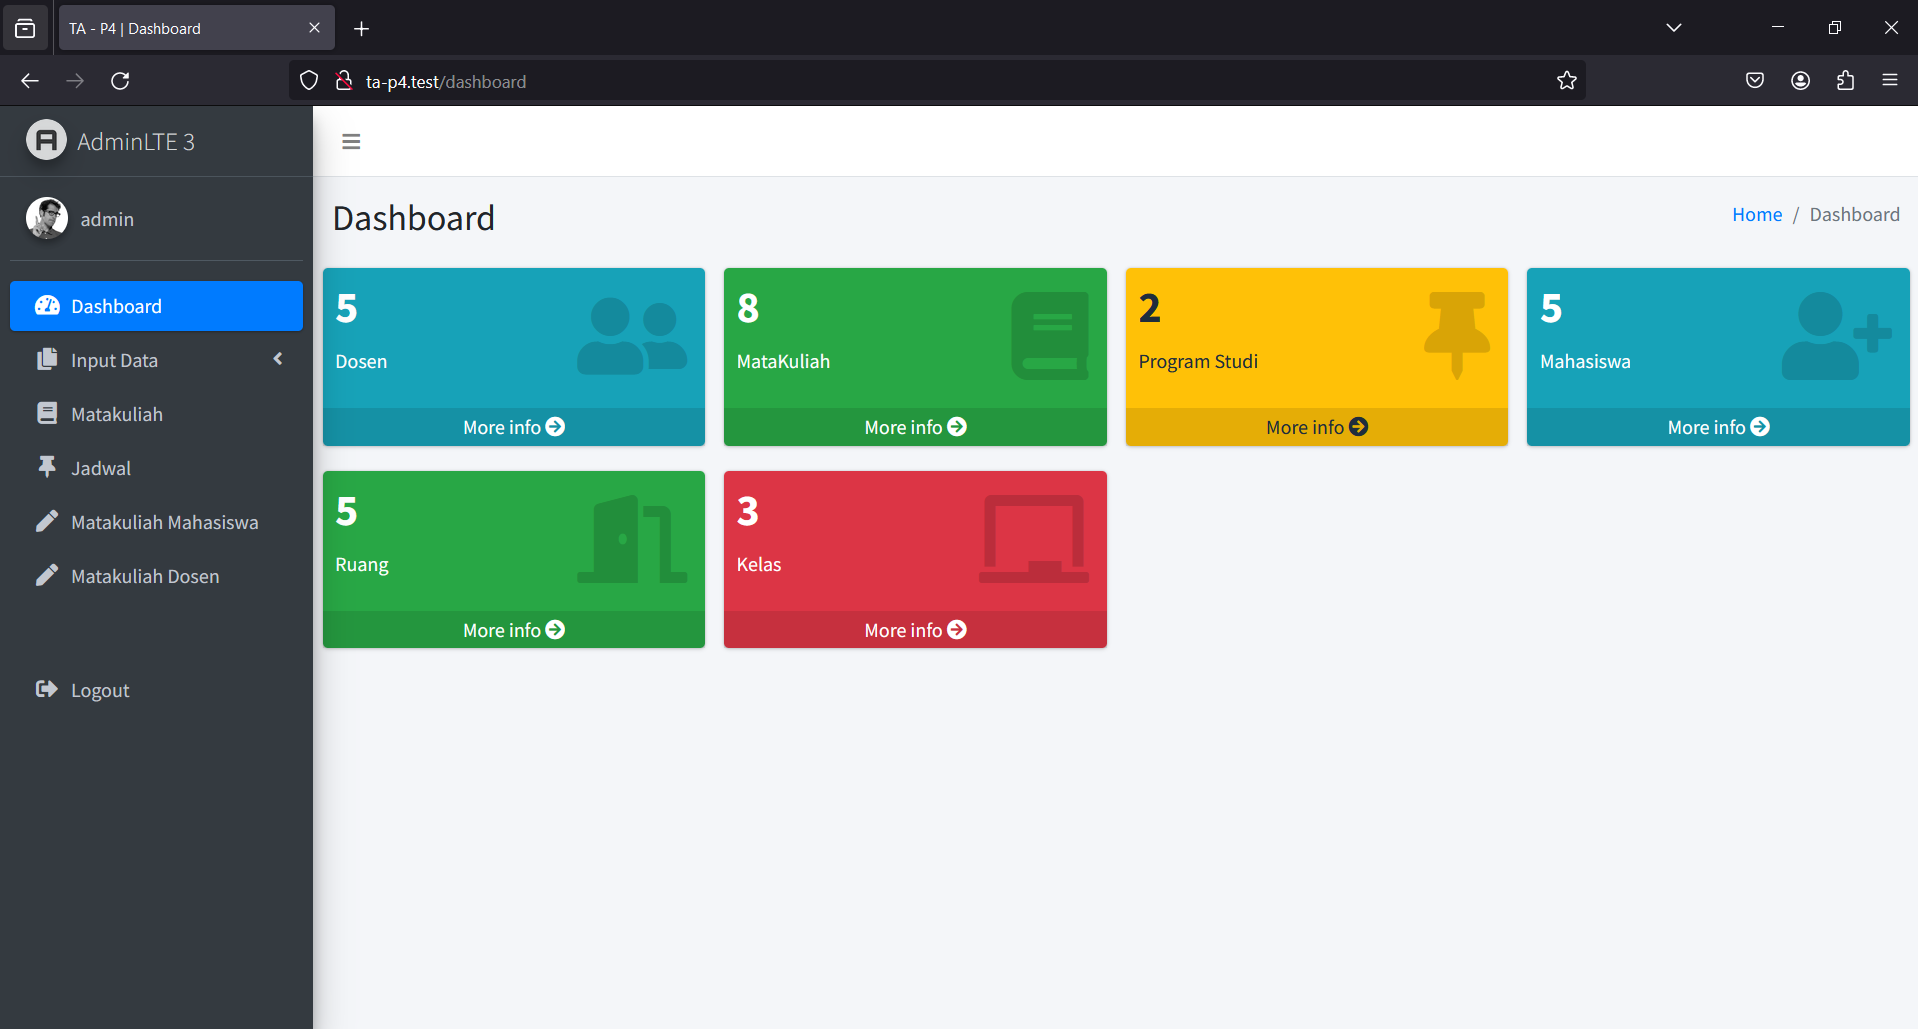 TA - P4 | Dashboard
ta-p4.test/dashboard
AdminLTE 3
admin
Dashboard
Input Data
Matakuliah
Jadwal
Matakuliah Mahasiswa
Matakuliah Dosen
Logout
Dashboard
Home / Dashboard
5
Dosen
More info
8
MataKuliah
More info
2
Program Studi
More info
5
Mahasiswa
More info
5
Ruang
More info
3
Kelas
More info